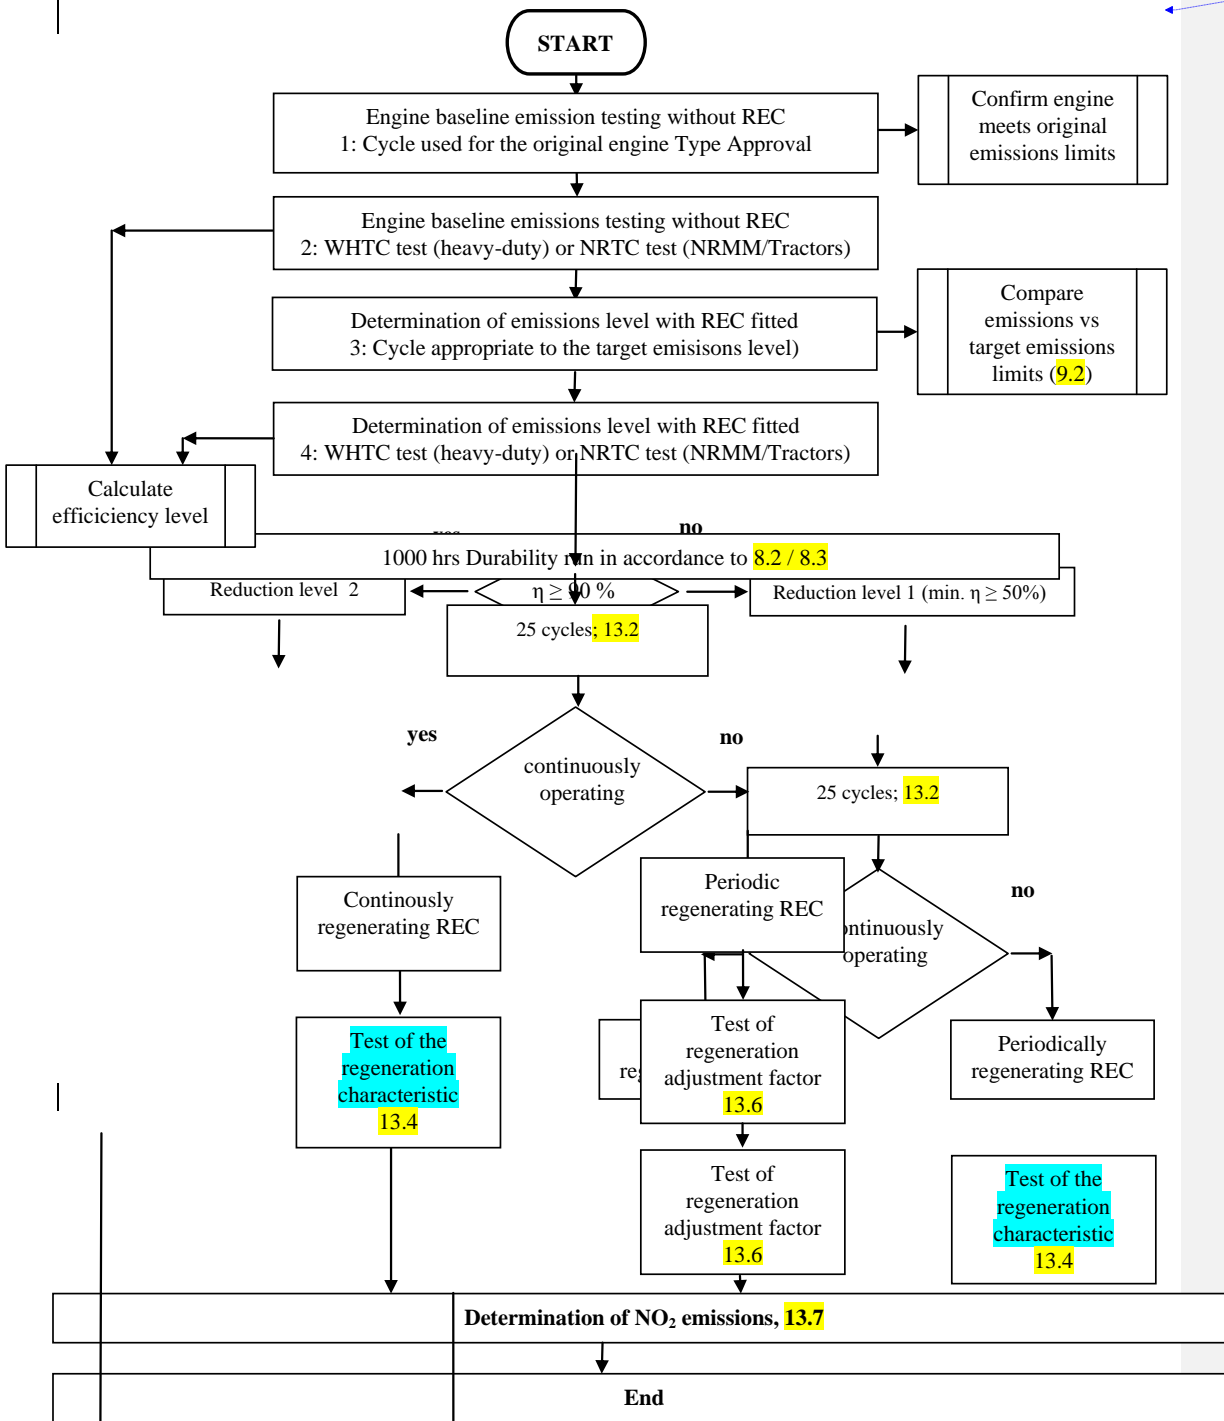 START
Engine baseline emission testing without REC
1: Cycle used for the original engine Type Approval
Confirm engine
meets original
emissions limits
Engine baseline emissions testing without REC
2: WHTC test (heavy-duty) or NRTC test (NRMM/Tractors)
Determination of emissions level with REC fitted
3: Cycle appropriate to the target emisisons level)
Compare
emissions vs
target emissions
limits (9.2)
Determination of emissions level with REC fitted
4: WHTC test (heavy-duty) or NRTC test (NRMM/Tractors)
Calculate
efficiciency level
no
1000 hrs Durability run in accordance to 8.2 / 8.3
Reduction level 2
η ≥ 90 %
Reduction level 1 (min. η ≥ 50%)
25 cycles; 13.2
yes
no
continuously
operating
25 cycles; 13.2
Continously
regenerating REC
Periodic
regenerating REC
no
operating
Test of the
regeneration
characteristic
13.4
Test of
regeneration
adjustment factor
13.6
Periodically
regenerating REC
Test of
regeneration
adjustment factor
13.6
Test of the
regeneration
characteristic
13.4
Determination of NO₂ emissions, 13.7
End